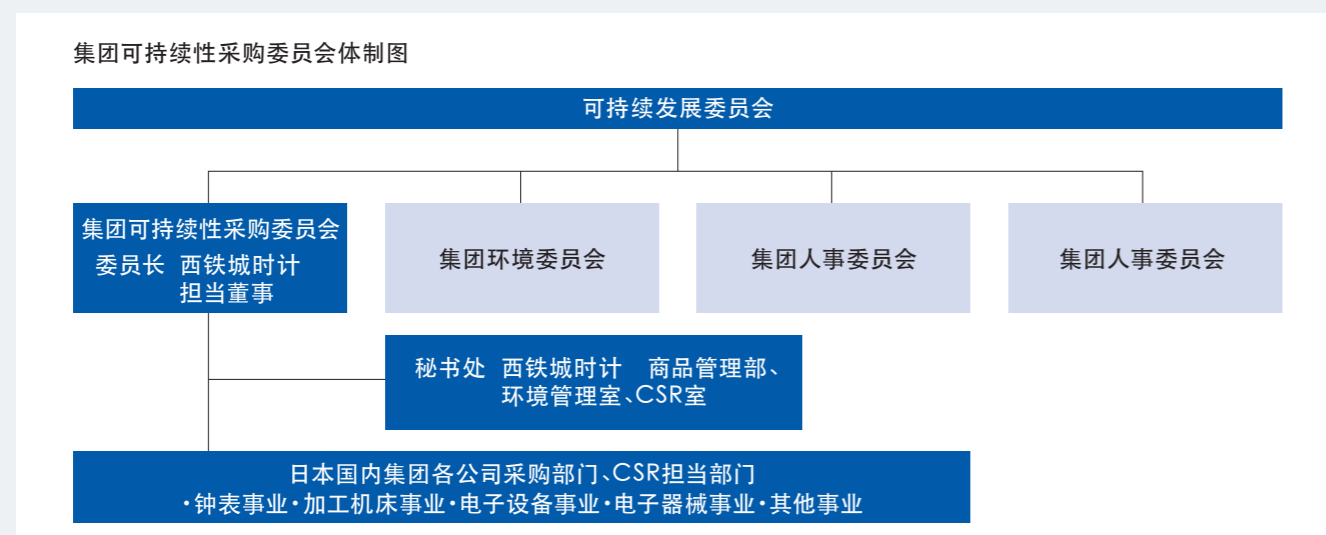 集团可持续性采购委员会体制图
可持续发展委员会
集团可持续性采购委员会
委员长 西铁城时计
担当董事
集团环境委员会
集团人事委员会
集团人事委员会
秘书处 西铁城时计 商品管理部、
环境管理室、CSR室
日本国内集团各公司采购部门、CSR担当部门
·钟表事业·加工机床事业·电子设备事业·电子器械事业·其他事业